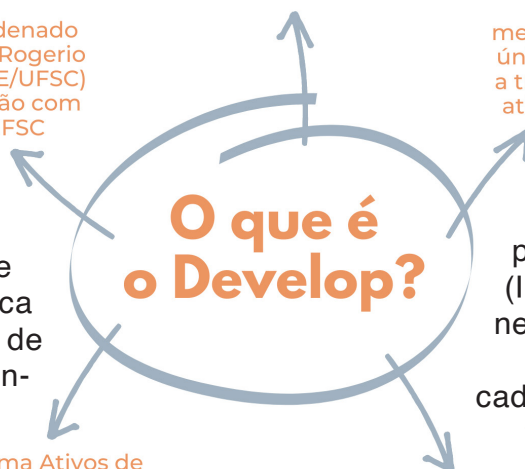 denado
Rogerio
E/UFSC)
ão com
FSC
me
ún
a t
at
O que é
o Develop?
e
ca
de
n-
p
(I
ne
cad
ma Ativos de